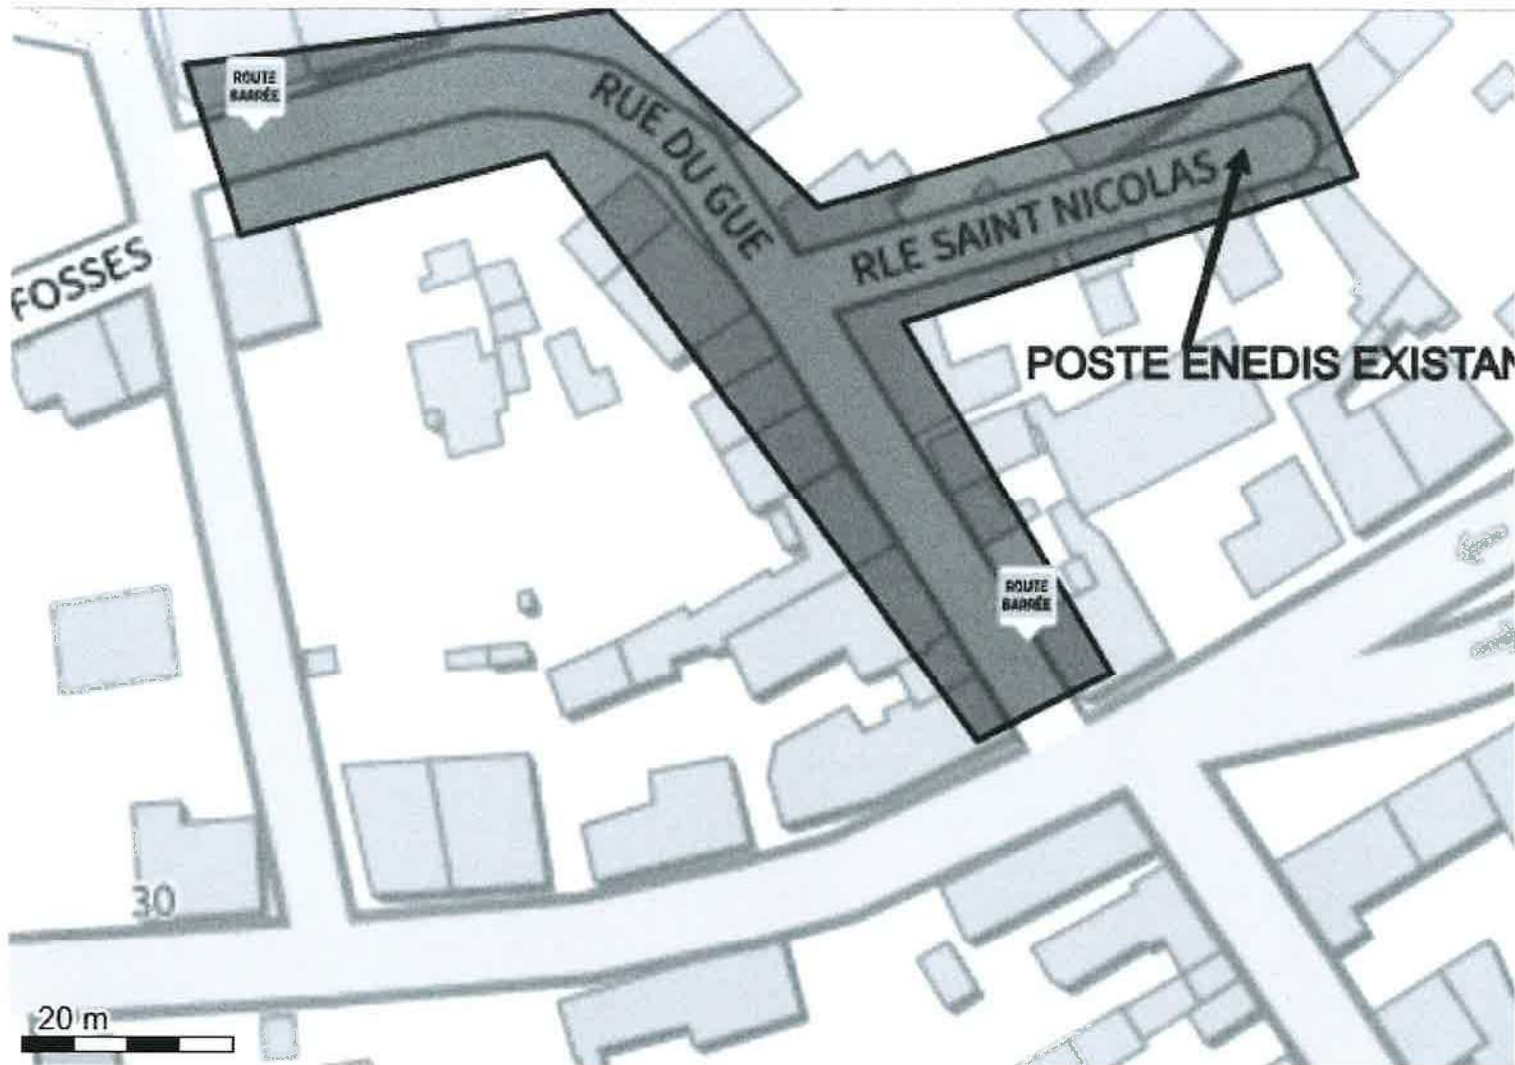 ROUTE
BARRÉE
RUE DU GUE
RLE SAINT NICOLAS
FOSSES
POSTE ENEDIS EXISTAN
ROUTE
BARRÉE
30
20 m